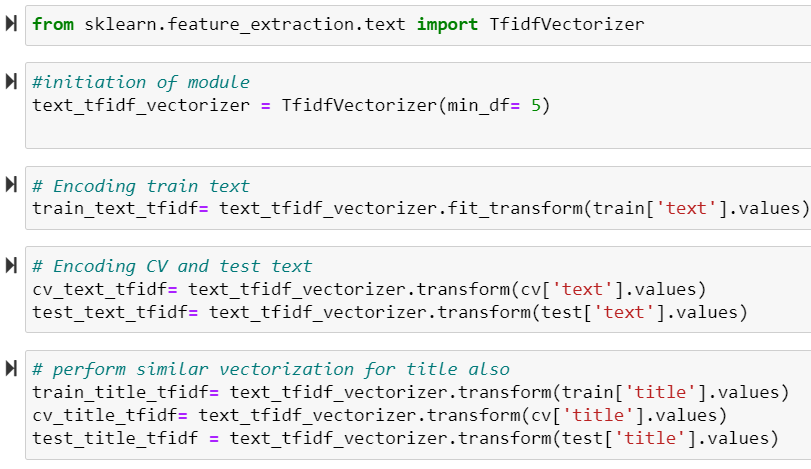 from sklearn.feature_extraction.text import TfidfVectorizer
#initiation of module
text_tfidf_vectorizer = TfidfVectorizer(min_df= 5)
# Encoding train text
train_text_tfidf= text_tfidf_vectorizer.fit_transform(train['text'].values)
# Encoding CV and test text
cv_text_tfidf= text_tfidf_vectorizer.transform(cv['text'].values)
test_text_tfidf= text_tfidf_vectorizer.transform(test['text'].values)
# perform similar vectorization for title also
train_title_tfidf= text_tfidf_vectorizer.transform(train['title'].values)
cv_title_tfidf= text_tfidf_vectorizer.transform(cv['title'].values)
test_title_tfidf = text_tfidf_vectorizer.transform(test['title'].values)